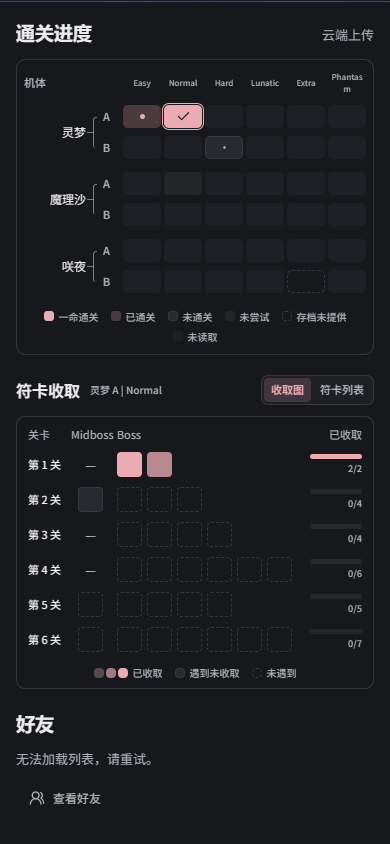 通关进度
云端上传
机体 Easy Normal Hard Lunatic Extra Phantasm
灵梦
A
B
魔理沙
A
B
咲夜
A
B
一命通关 已通关 未通关 未尝试 存档未提供
未读取
符卡收取 灵梦 A | Normal 收取图 符卡列表
关卡 Midboss Boss 已收取
第 1 关 — 2/2
第 2 关 0/4
第 3 关 — 0/4
第 4 关 — 0/6
第 5 关 0/5
第 6 关 0/7
已收取 遇到未收取 未遇到
好友
无法加载列表，请重试。
查看好友